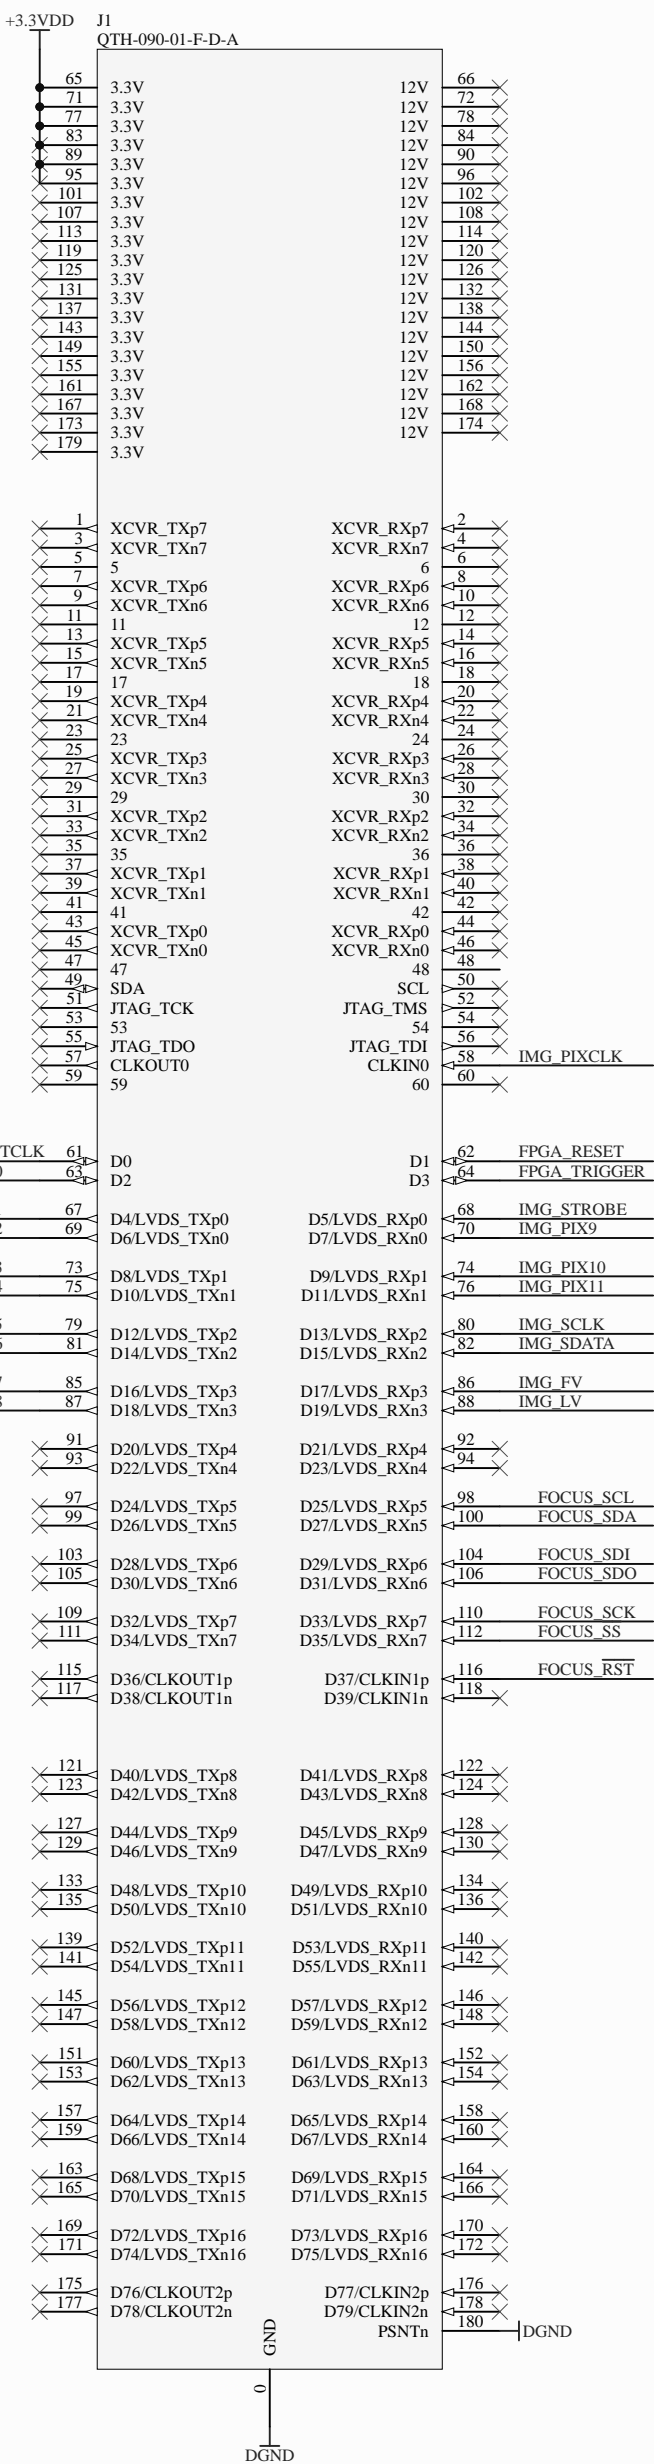 +3.3VDD J1
QTH-090-01-F-D-A
65 3.3V 12V 66
71 3.3V 12V 72
77 3.3V 12V 78
83 3.3V 12V 84
89 3.3V 12V 90
95 3.3V 12V 96
101 3.3V 12V 102
107 3.3V 12V 108
113 3.3V 12V 114
119 3.3V 12V 120
125 3.3V 12V 126
131 3.3V 12V 132
137 3.3V 12V 138
143 3.3V 12V 144
149 3.3V 12V 150
155 3.3V 12V 156
161 3.3V 12V 162
167 3.3V 12V 168
173 3.3V 12V 174
179 3.3V
1 XCVR_TXp7 XCVR_RXp7 2
3 XCVR_TXn7 XCVR_RXn7 4
5 5 6 6
7 XCVR_TXp6 XCVR_RXp6 8
9 XCVR_TXn6 XCVR_RXn6 10
11 11 12 12
13 XCVR_TXp5 XCVR_RXp5 14
15 XCVR_TXn5 XCVR_RXn5 16
17 17 18 18
19 XCVR_TXp4 XCVR_RXp4 20
21 XCVR_TXn4 XCVR_RXn4 22
23 23 24 24
25 XCVR_TXp3 XCVR_RXp3 26
27 XCVR_TXn3 XCVR_RXn3 28
29 29 30 30
31 XCVR_TXp2 XCVR_RXp2 32
33 XCVR_TXn2 XCVR_RXn2 34
35 35 36 36
37 XCVR_TXp1 XCVR_RXp1 38
39 XCVR_TXn1 XCVR_RXn1 40
41 41 42 42
43 XCVR_TXp0 XCVR_RXp0 44
45 XCVR_TXn0 XCVR_RXn0 46
47 47 48 48
49 SDA SCL 50
51 JTAG_TCK JTAG_TMS 52
53 53 54 54
55 JTAG_TDO JTAG_TDI 56
57 CLKOUT0 CLKIN0 58 IMG_PIXCLK
59 59 60 60
TCLK 61 D0 D1 62 FPGA_RESET
63 D2 D3 64 FPGA_TRIGGER
67 D4/LVDS_TXp0 D5/LVDS_RXp0 68 IMG_STROBE
69 D6/LVDS_TXn0 D7/LVDS_RXn0 70 IMG_PIX9
73 D8/LVDS_TXp1 D9/LVDS_RXp1 74 IMG_PIX10
75 D10/LVDS_TXn1 D11/LVDS_RXn1 76 IMG_PIX11
79 D12/LVDS_TXp2 D13/LVDS_RXp2 80 IMG_SCLK
81 D14/LVDS_TXn2 D15/LVDS_RXn2 82 IMG_SDATA
85 D16/LVDS_TXp3 D17/LVDS_RXp3 86 IMG_FV
87 D18/LVDS_TXn3 D19/LVDS_RXn3 88 IMG_LV
91 D20/LVDS_TXp4 D21/LVDS_RXp4 92
93 D22/LVDS_TXn4 D23/LVDS_RXn4 94
97 D24/LVDS_TXp5 D25/LVDS_RXp5 98 FOCUS_SCL
99 D26/LVDS_TXn5 D27/LVDS_RXn5 100 FOCUS_SDA
103 D28/LVDS_TXp6 D29/LVDS_RXp6 104 FOCUS_SDI
105 D30/LVDS_TXn6 D31/LVDS_RXn6 106 FOCUS_SDO
109 D32/LVDS_TXp7 D33/LVDS_RXp7 110 FOCUS_SCK
111 D34/LVDS_TXn7 D35/LVDS_RXn7 112 FOCUS_SS
115 D36/CLKOUT1p D37/CLKIN1p 116 FOCUS_RST
117 D38/CLKOUT1n D39/CLKIN1n 118
121 D40/LVDS_TXp8 D41/LVDS_RXp8 122
123 D42/LVDS_TXn8 D43/LVDS_RXn8 124
127 D44/LVDS_TXp9 D45/LVDS_RXp9 128
129 D46/LVDS_TXn9 D47/LVDS_RXn9 130
133 D48/LVDS_TXp10 D49/LVDS_RXp10 134
135 D50/LVDS_TXn10 D51/LVDS_RXn10 136
139 D52/LVDS_TXp11 D53/LVDS_RXp11 140
141 D54/LVDS_TXn11 D55/LVDS_RXn11 142
145 D56/LVDS_TXp12 D57/LVDS_RXp12 146
147 D58/LVDS_TXn12 D59/LVDS_RXn12 148
151 D60/LVDS_TXp13 D61/LVDS_RXp13 152
153 D62/LVDS_TXn13 D63/LVDS_RXn13 154
157 D64/LVDS_TXp14 D65/LVDS_RXp14 158
159 D66/LVDS_TXn14 D67/LVDS_RXn14 160
163 D68/LVDS_TXp15 D69/LVDS_RXp15 164
165 D70/LVDS_TXn15 D71/LVDS_RXn15 166
169 D72/LVDS_TXp16 D73/LVDS_RXp16 170
171 D74/LVDS_TXn16 D75/LVDS_RXn16 172
175 D76/CLKOUT2p D77/CLKIN2p 176
177 D78/CLKOUT2n D79/CLKIN2n 178
PSNTn 180 DGND
GND
0
DGND